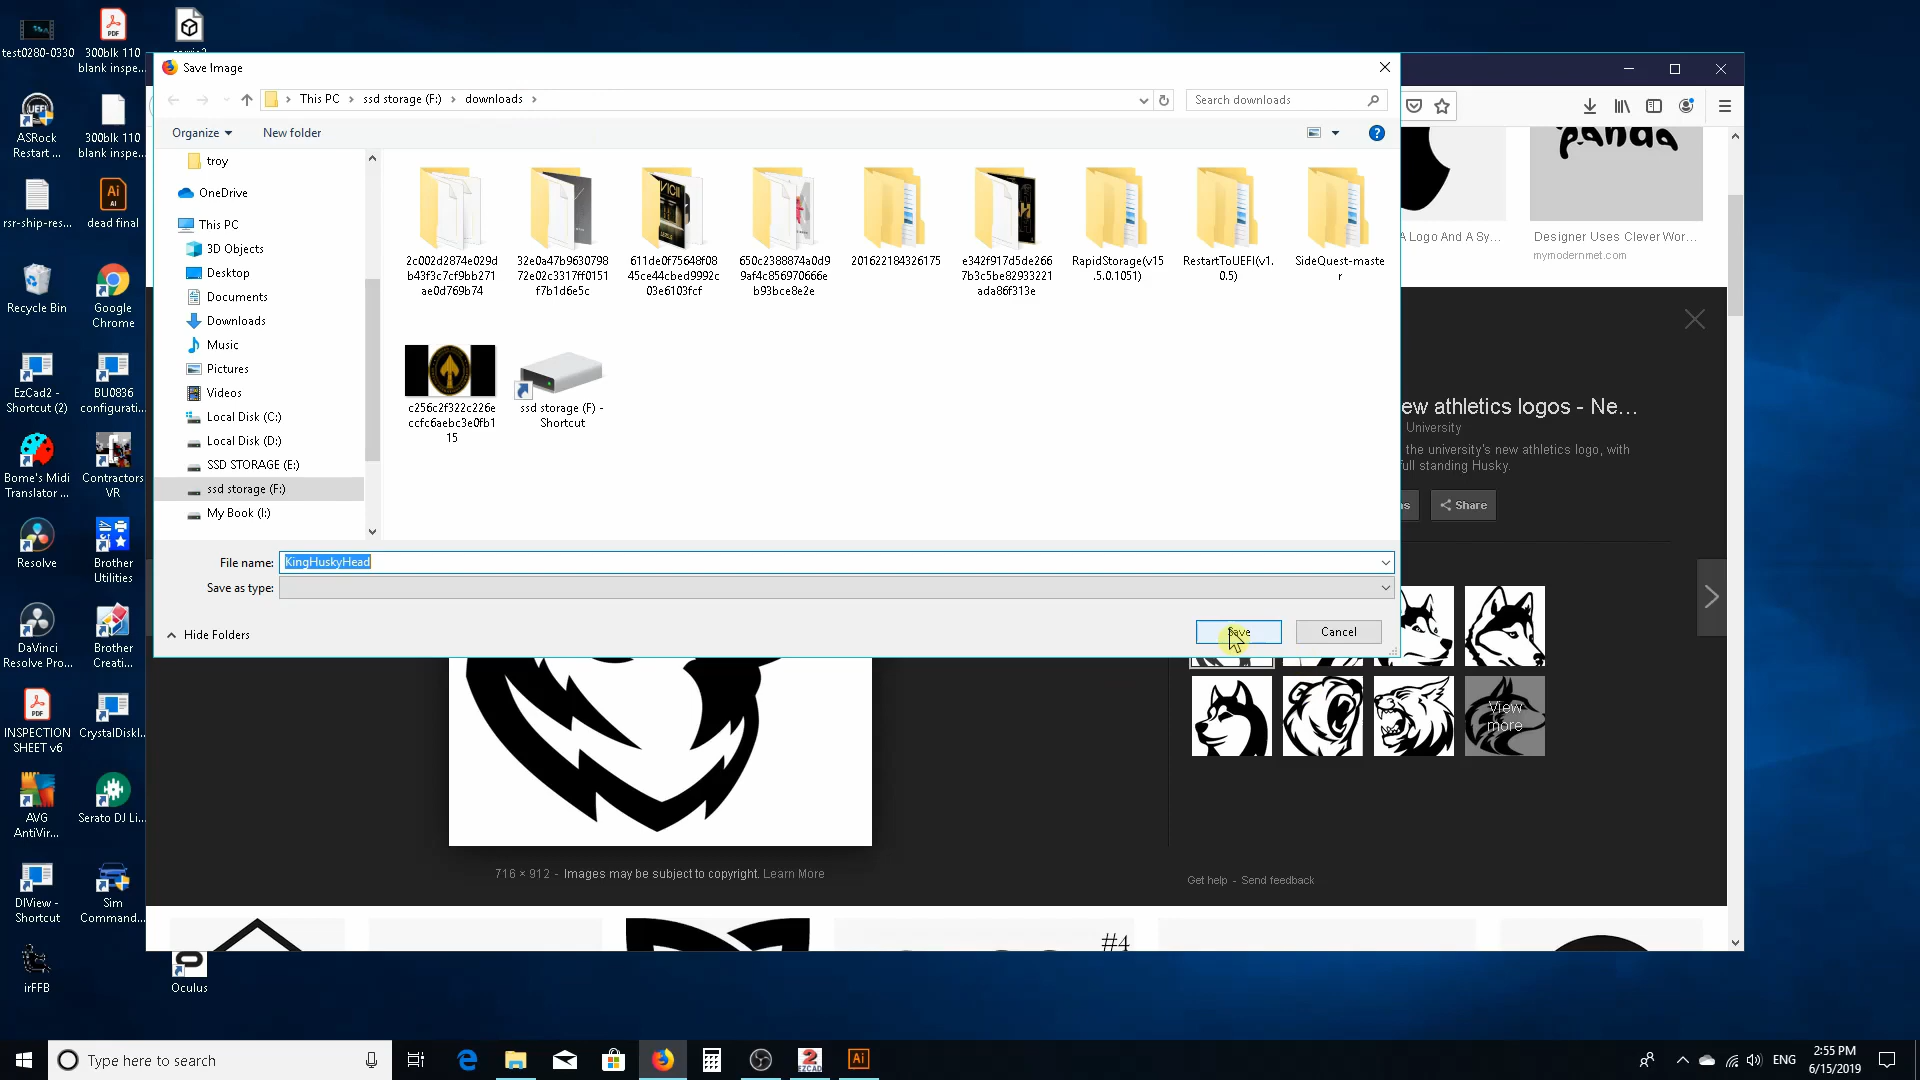 test0280-0330
300blk 110
blank inspe...
ASRock
Restart ...
300blk 110
blank inspe...
rsr-ship-res...
dead final
Recycle Bin
Google
Chrome
EzCad2 -
Shortcut (2)
BU0836
configurati...
Bome's Midi
Translator ...
Contractors
VR
Resolve
Brother
Utilities
DaVinci
Resolve Pro...
Brother
Creati...
INSPECTION
SHEET v6
CrystalDiskI...
AVG
AntiVir...
Serato DJ Li...
DIView -
Shortcut
Sim
Command...
irFFB
Oculus
Save Image
This PC > ssd storage (F:) > downloads >
Search downloads
Organize
New folder
troy
OneDrive
This PC
3D Objects
Desktop
Documents
Downloads
Music
Pictures
Videos
Local Disk (C:)
Local Disk (D:)
SSD STORAGE (E:)
ssd storage (F:)
My Book (I:)
2c002d2874e029d
b43f3c7cf9bb271
ae0d769b74
32e0a47b9630798
72e02c3317ff0151
f7b1d6e5c
611de0f75648f08
45ce44cbed9992c
03e6103fcf
650c2388874a0d9
9af4c856970666e
b93bce8e2e
201622184326175
e342f917d5de266
7b3c5be82933221
ada86f313e
RapidStorage(v15
.5.0.1051)
RestartToUEFI(v1.
0.5)
SideQuest-maste
r
c256c2f322c226e
ccfc6aebc3e0fb1
15
ssd storage (F) -
Shortcut
File name: KingHuskyHead
Save as type:
Hide Folders
Save
Cancel
panda
A Logo And A Sy...
Designer Uses Clever Wor...
mymodernmet.com
ew athletics logos - Ne...
University
the university's new athletics logo, with
full standing Husky.
Share
View
more
716 × 912 - Images may be subject to copyright. Learn More
Get help - Send feedback
#4
Type here to search
EZCAD
Ai
ENG
2:55 PM
6/15/2019